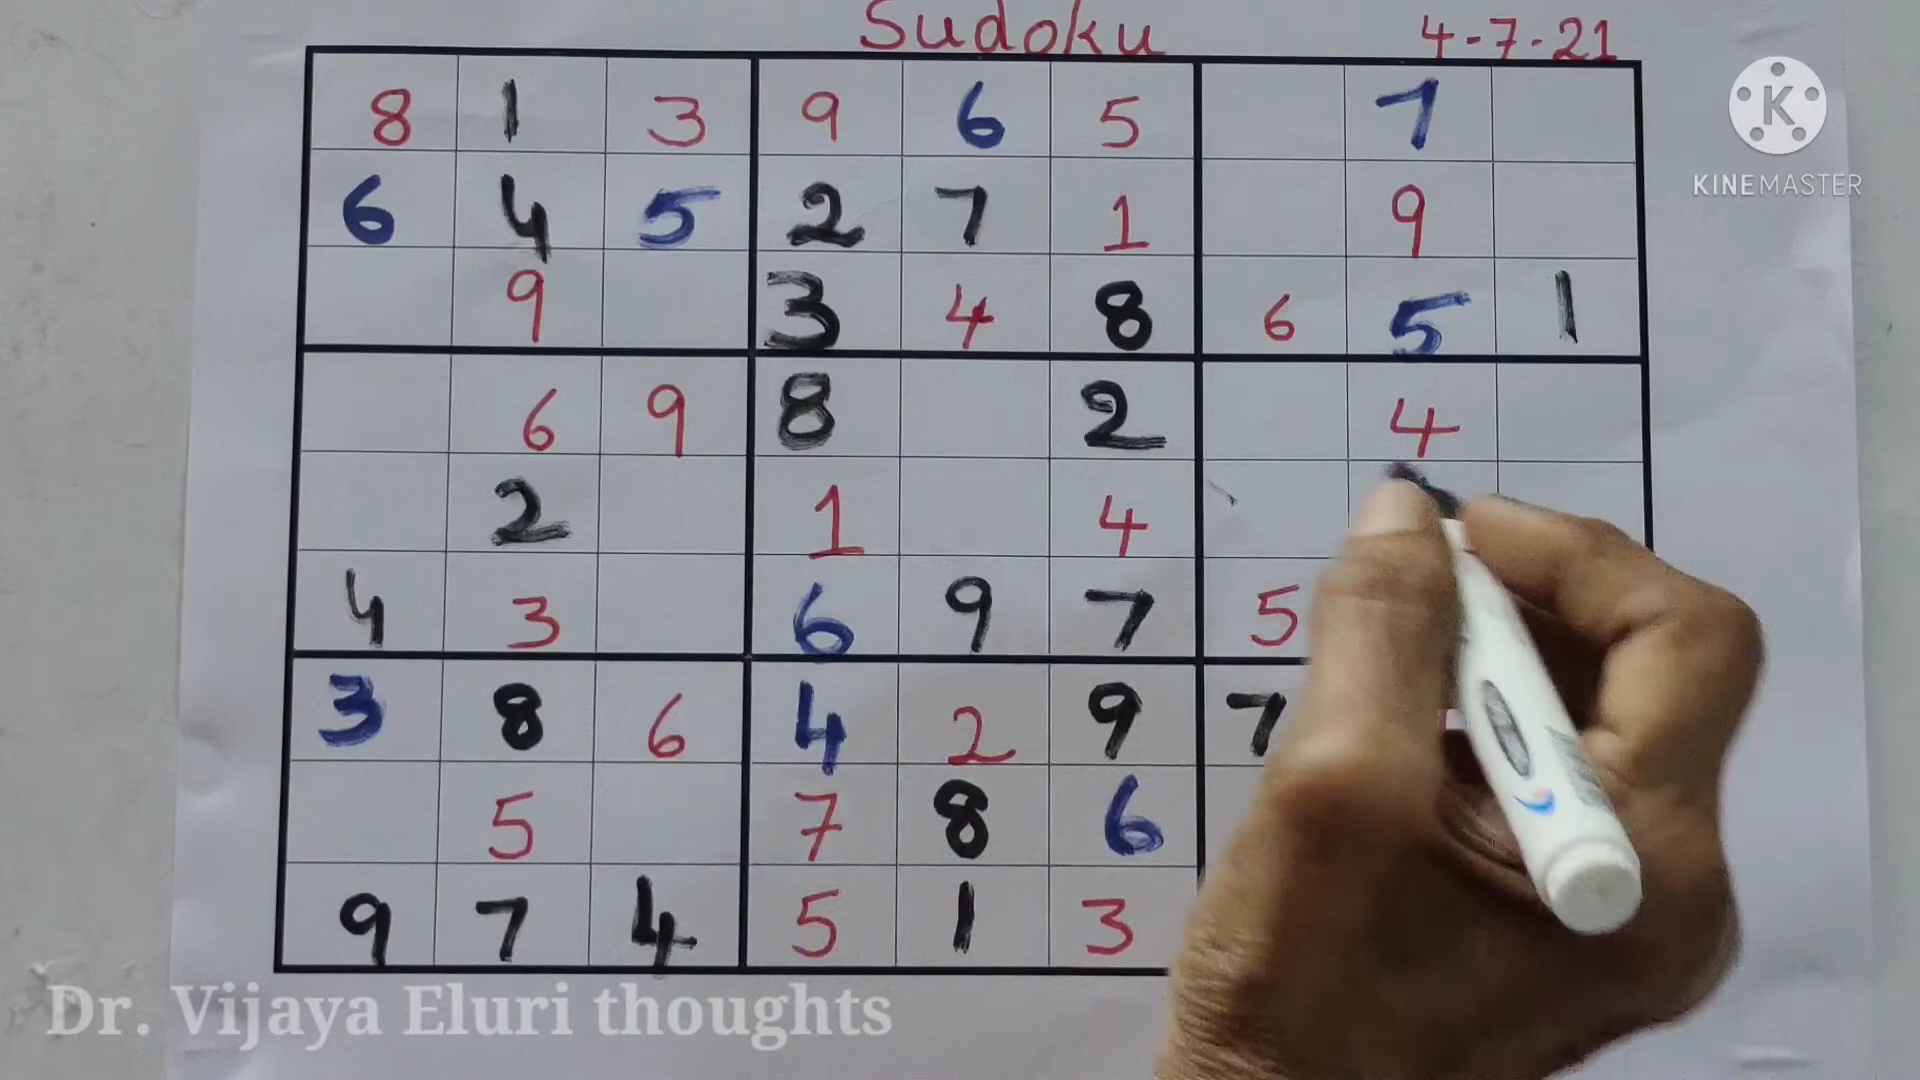 Sudoku 4-7-21
8 1 3 9 6 5 7
6 4 5 2 7 1 9
9 3 4 8 6 5 1
6 9 8 2 4
2 1 4
4 3 6 9 7 5
3 8 6 4 2 9 7
5 7 8 6
9 7 4 5 1 3
K
KINEMASTER
Dr. Vijaya Eluri thoughts